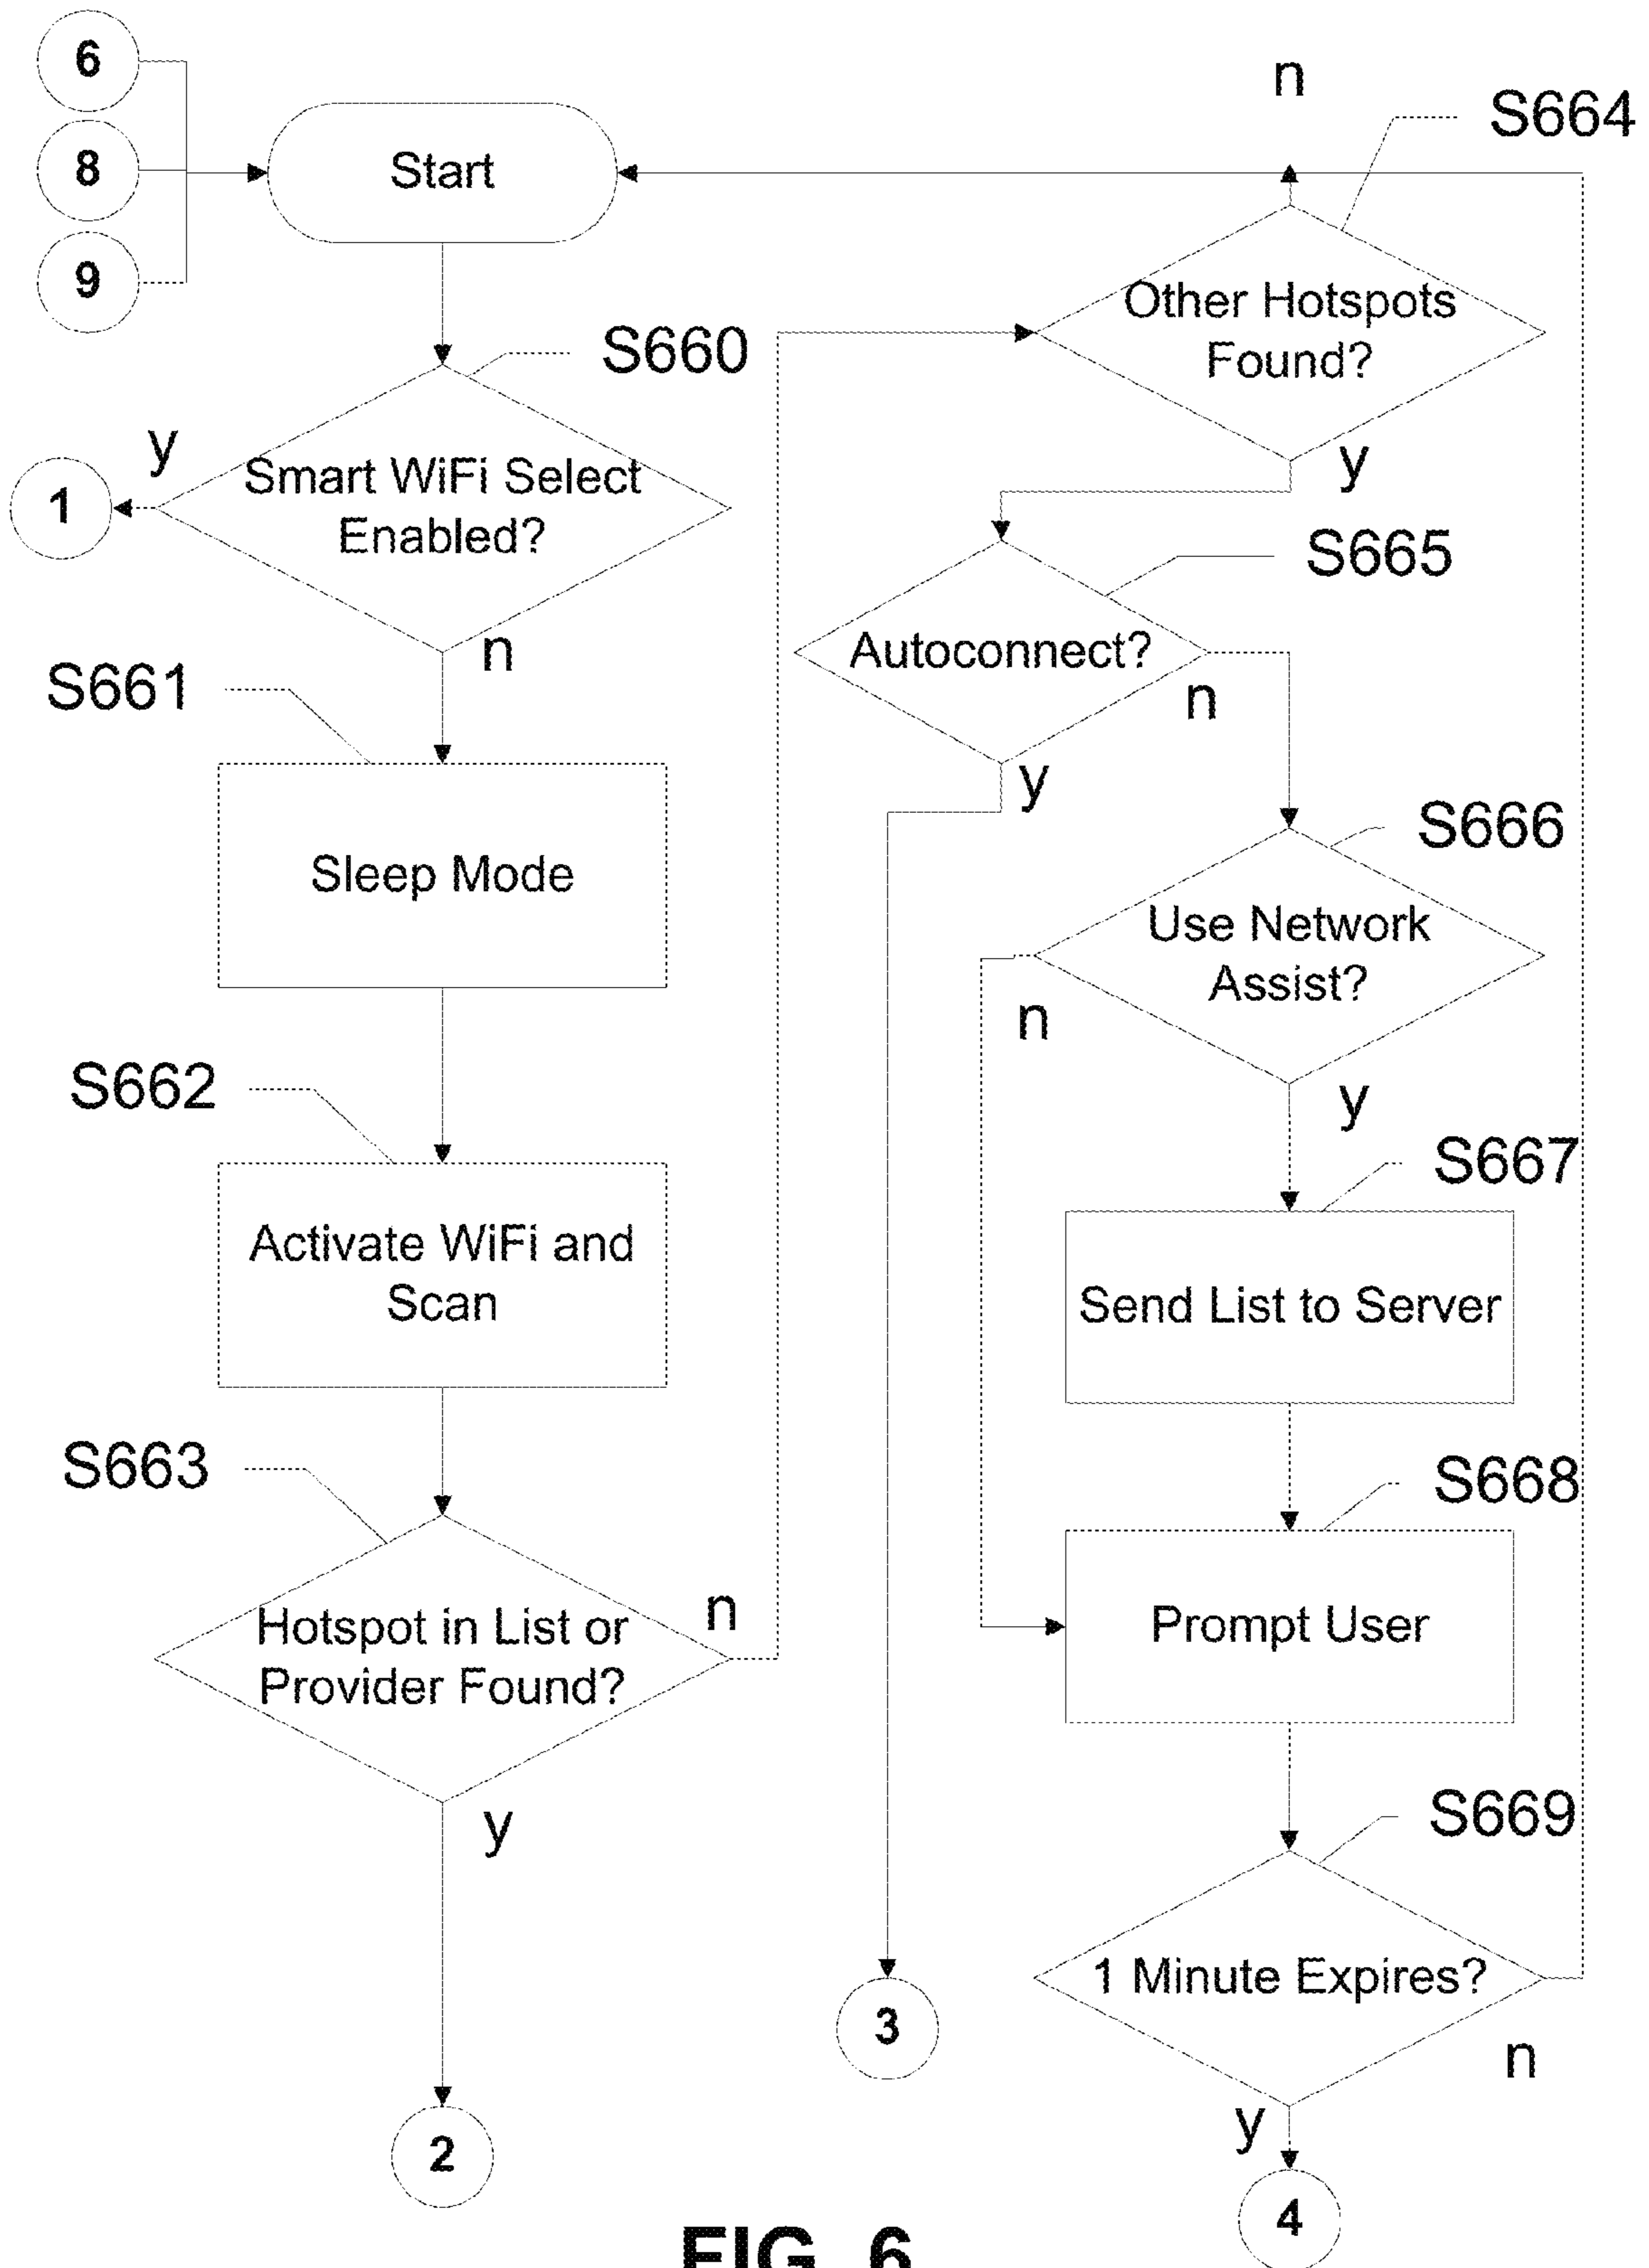 6
8
9
Start
n
S664
Other Hotspots
Found?
y
S660
y
Smart WiFi Select
Enabled?
1
n
S665
Autoconnect?
n
y
S661
Sleep Mode
S666
Use Network
Assist?
n
y
S662
Activate WiFi and
Scan
S667
Send List to Server
S663
Hotspot in List or
Provider Found?
n
y
S668
Prompt User
S669
1 Minute Expires?
n
y
3
2
4
FIG. 6